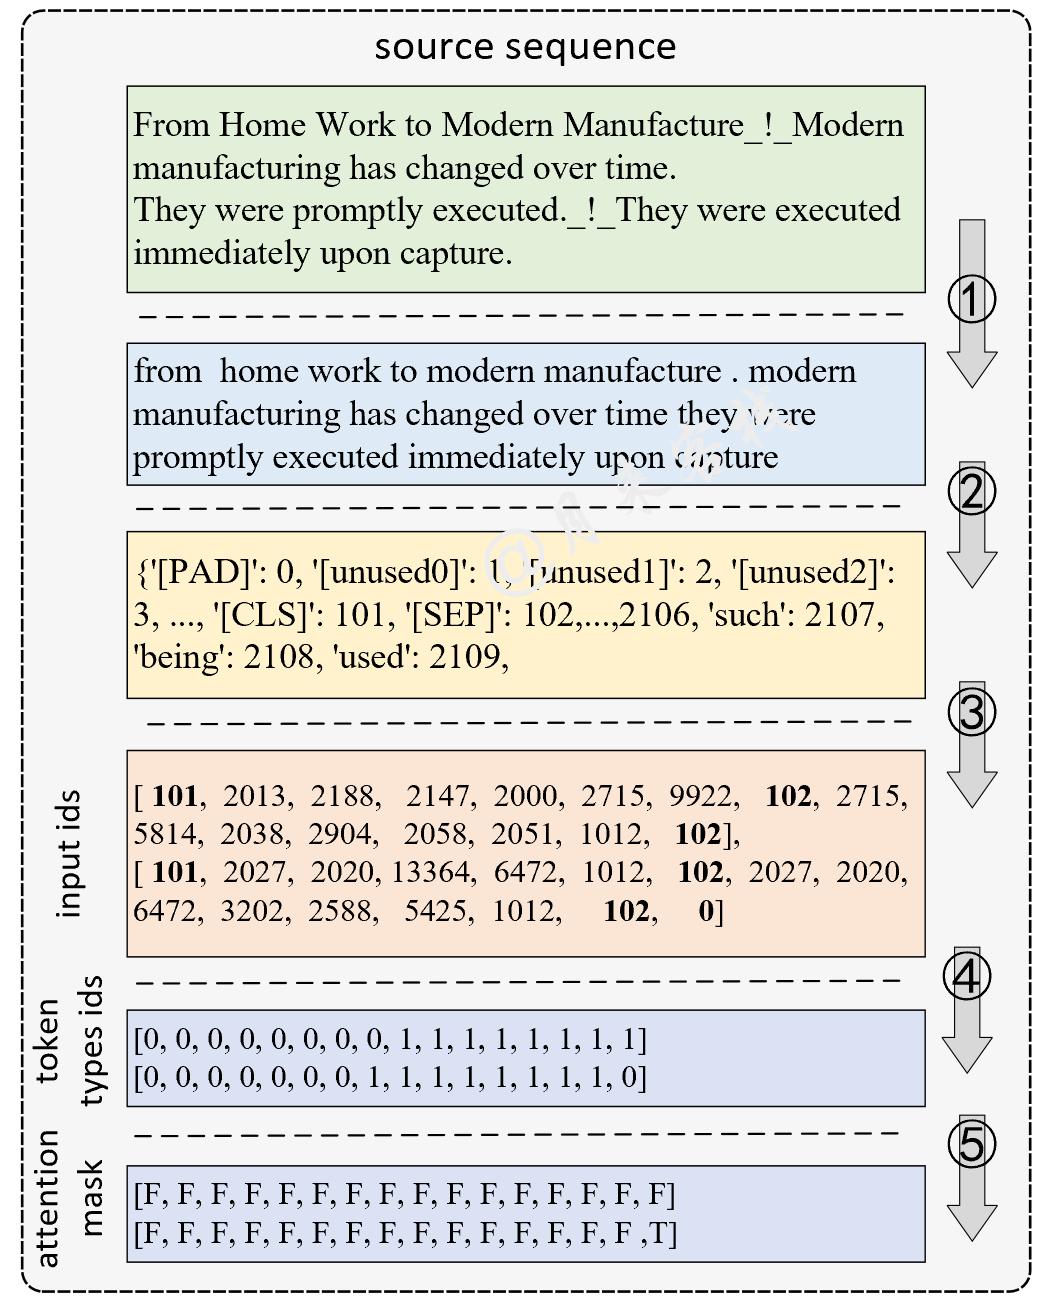 source sequence
From Home Work to Modern Manufacture_!_Modern
manufacturing has changed over time.
They were promptly executed._!_They were executed
immediately upon capture.
①
from  home work to modern manufacture . modern
manufacturing has changed over time they were
promptly executed immediately upon capture
②
@月来客栈
{'[PAD]': 0, '[unused0]': 1, '[unused1]': 2, '[unused2]':
3, ..., '[CLS]': 101, '[SEP]': 102,...,2106, 'such': 2107,
'being': 2108, 'used': 2109,
③
input ids
[ 101, 2013, 2188, 2147, 2000, 2715, 9922, 102, 2715,
5814, 2038, 2904, 2058, 2051, 1012, 102],
[ 101, 2027, 2020, 13364, 6472, 1012, 102, 2027, 2020,
6472, 3202, 2588, 5425, 1012, 102, 0]
④
token
types ids
[0, 0, 0, 0, 0, 0, 0, 0, 1, 1, 1, 1, 1, 1, 1, 1]
[0, 0, 0, 0, 0, 0, 0, 1, 1, 1, 1, 1, 1, 1, 1, 0]
⑤
attention
mask
[F, F, F, F, F, F, F, F, F, F, F, F, F, F, F, F]
[F, F, F, F, F, F, F, F, F, F, F, F, F, F, F ,T]